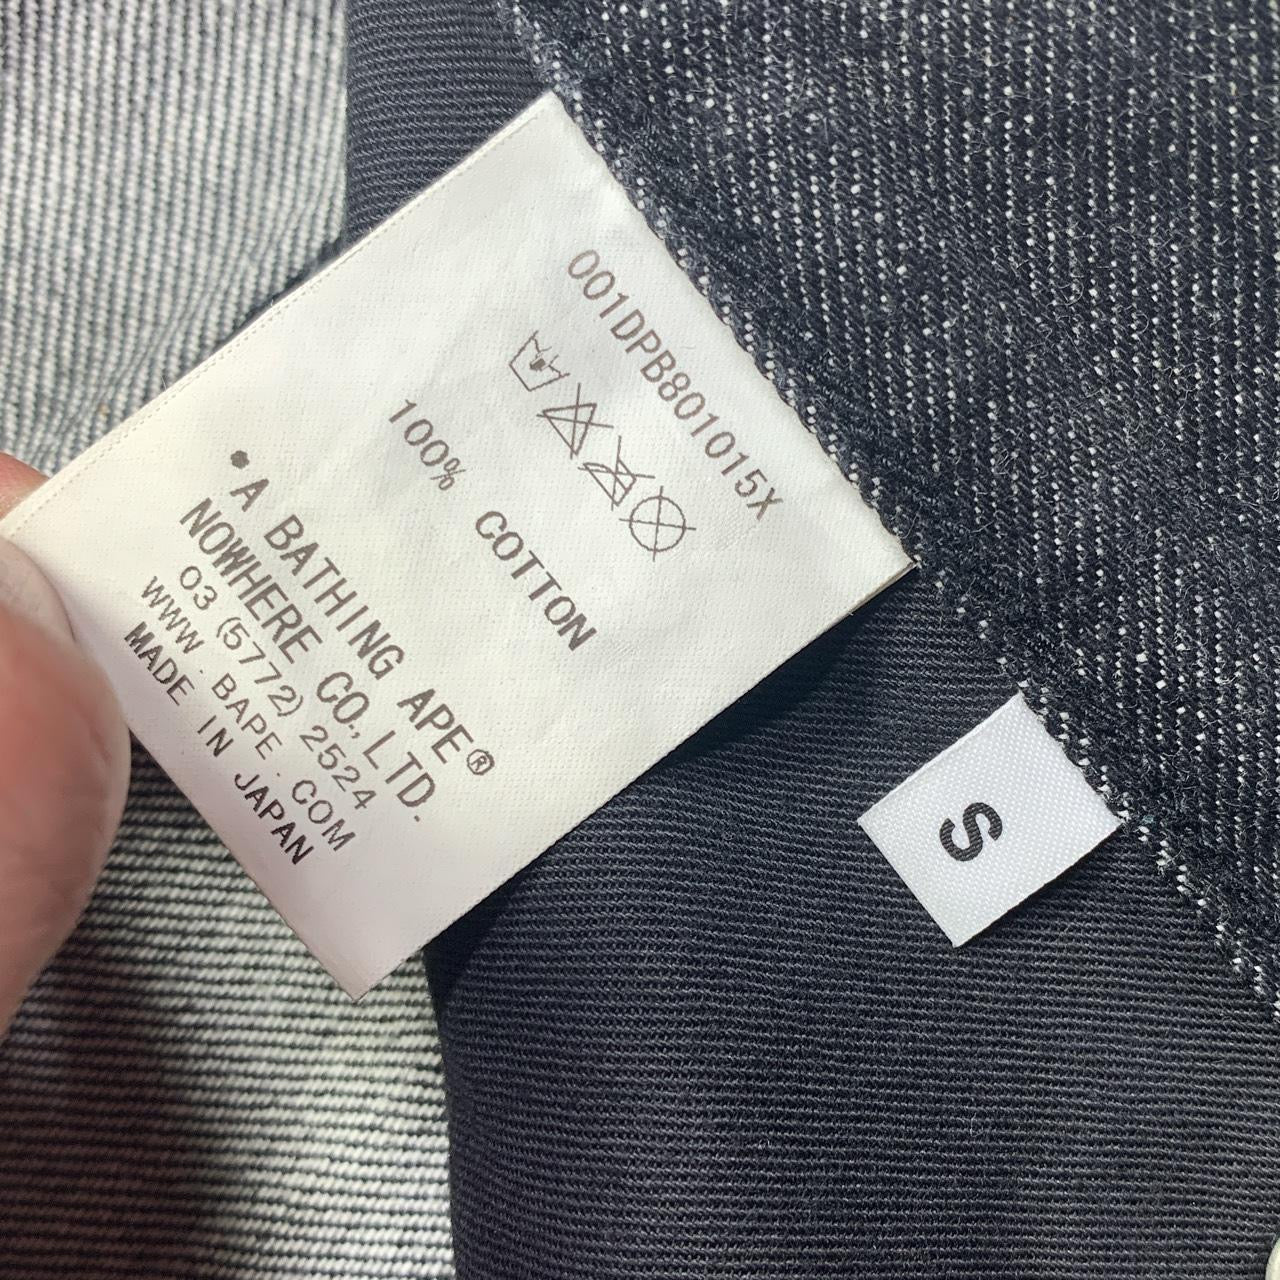 001DPB801015X
100% COTTON
●A BATHING APE®
NOWHERE CO.,LTD.
03 (5772) 2524
WWW.BAPE.COM
MADE IN JAPAN
S